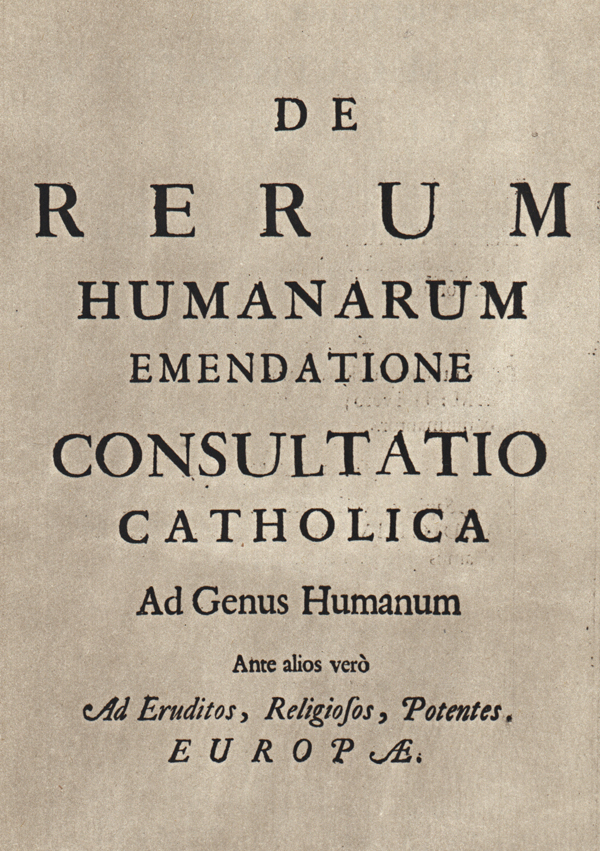 DE
RERUM
HUMANARUM
EMENDATIONE
CONSULTATIO
CATHOLICA
Ad Genus Humanum
Ante alios verò
Ad Eruditos, Religioſos, Potentes.
EUROPÆ.